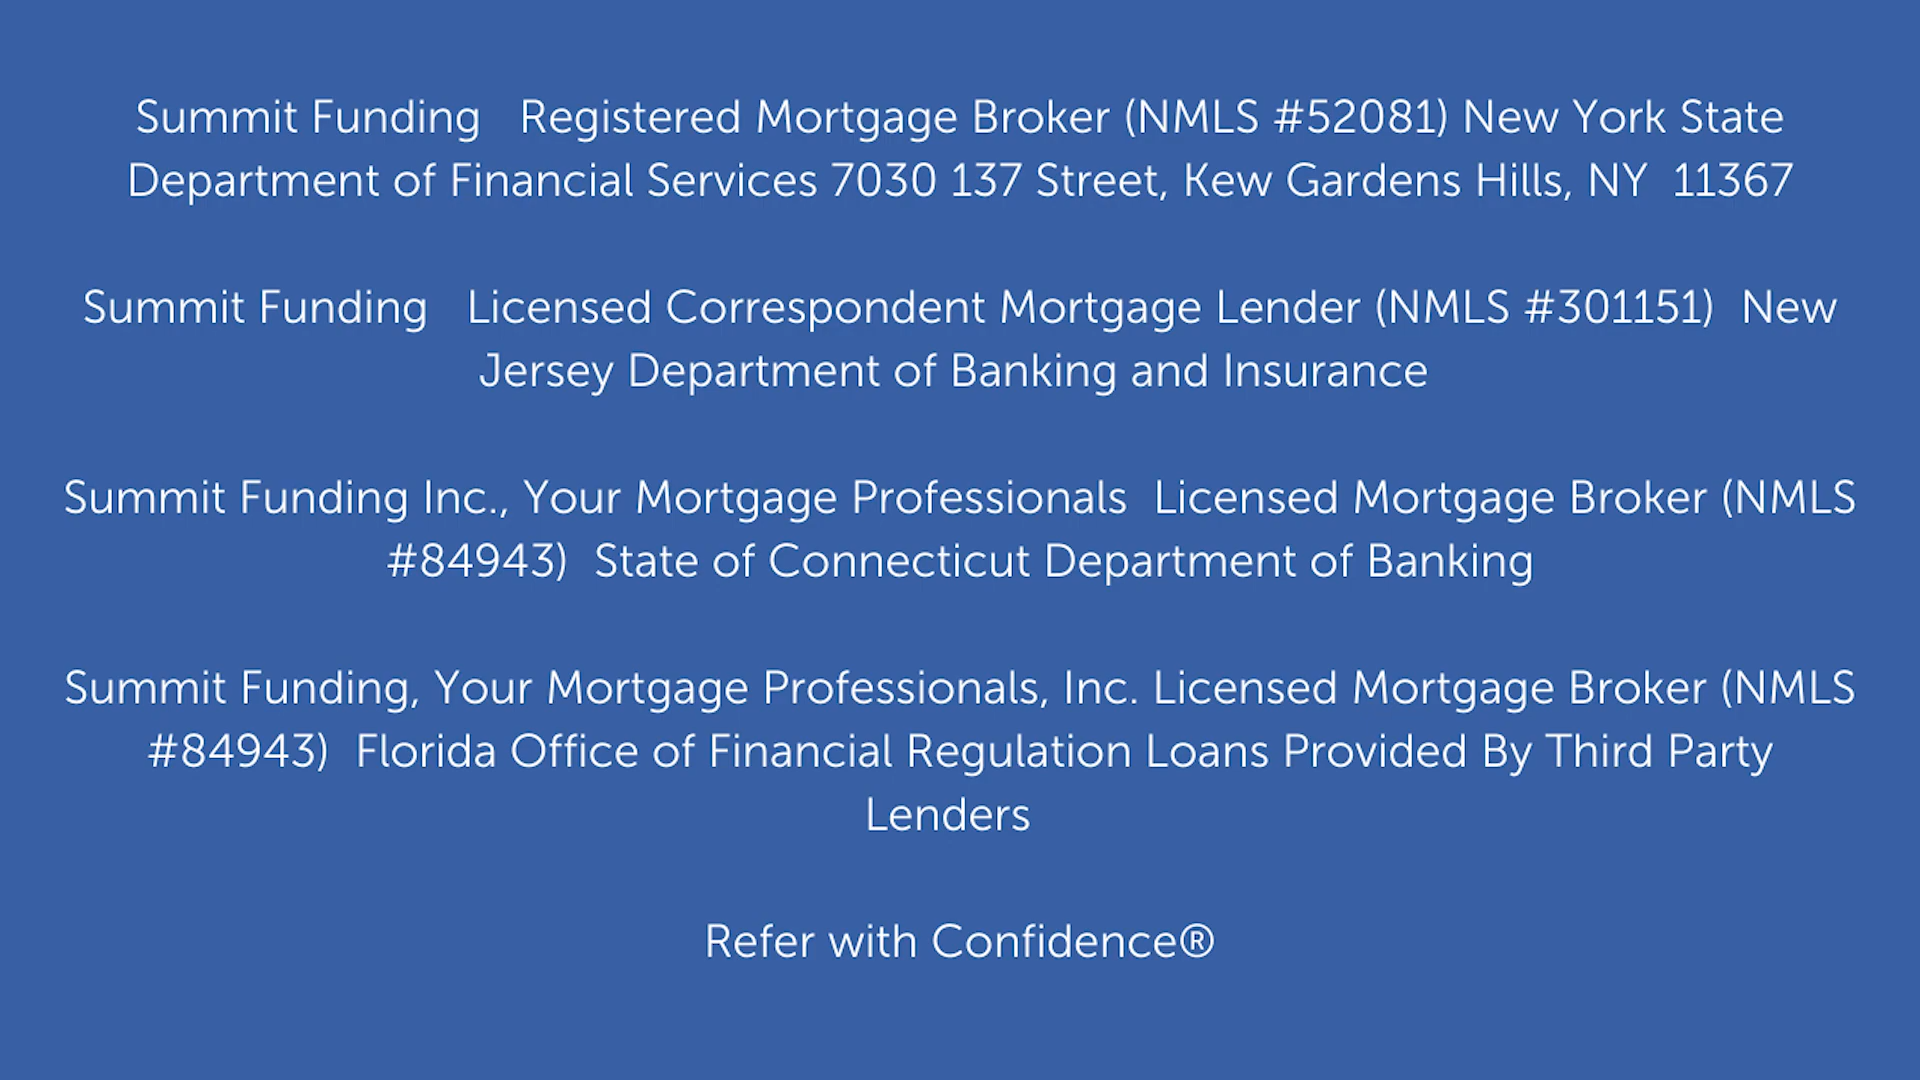 Summit Funding   Registered Mortgage Broker (NMLS #52081) New York State
Department of Financial Services 7030 137 Street, Kew Gardens Hills, NY  11367
Summit Funding   Licensed Correspondent Mortgage Lender (NMLS #301151)  New
Jersey Department of Banking and Insurance
Summit Funding Inc., Your Mortgage Professionals  Licensed Mortgage Broker (NMLS
#84943)  State of Connecticut Department of Banking
Summit Funding, Your Mortgage Professionals, Inc. Licensed Mortgage Broker (NMLS
#84943)  Florida Office of Financial Regulation Loans Provided By Third Party
Lenders
Refer with Confidence®